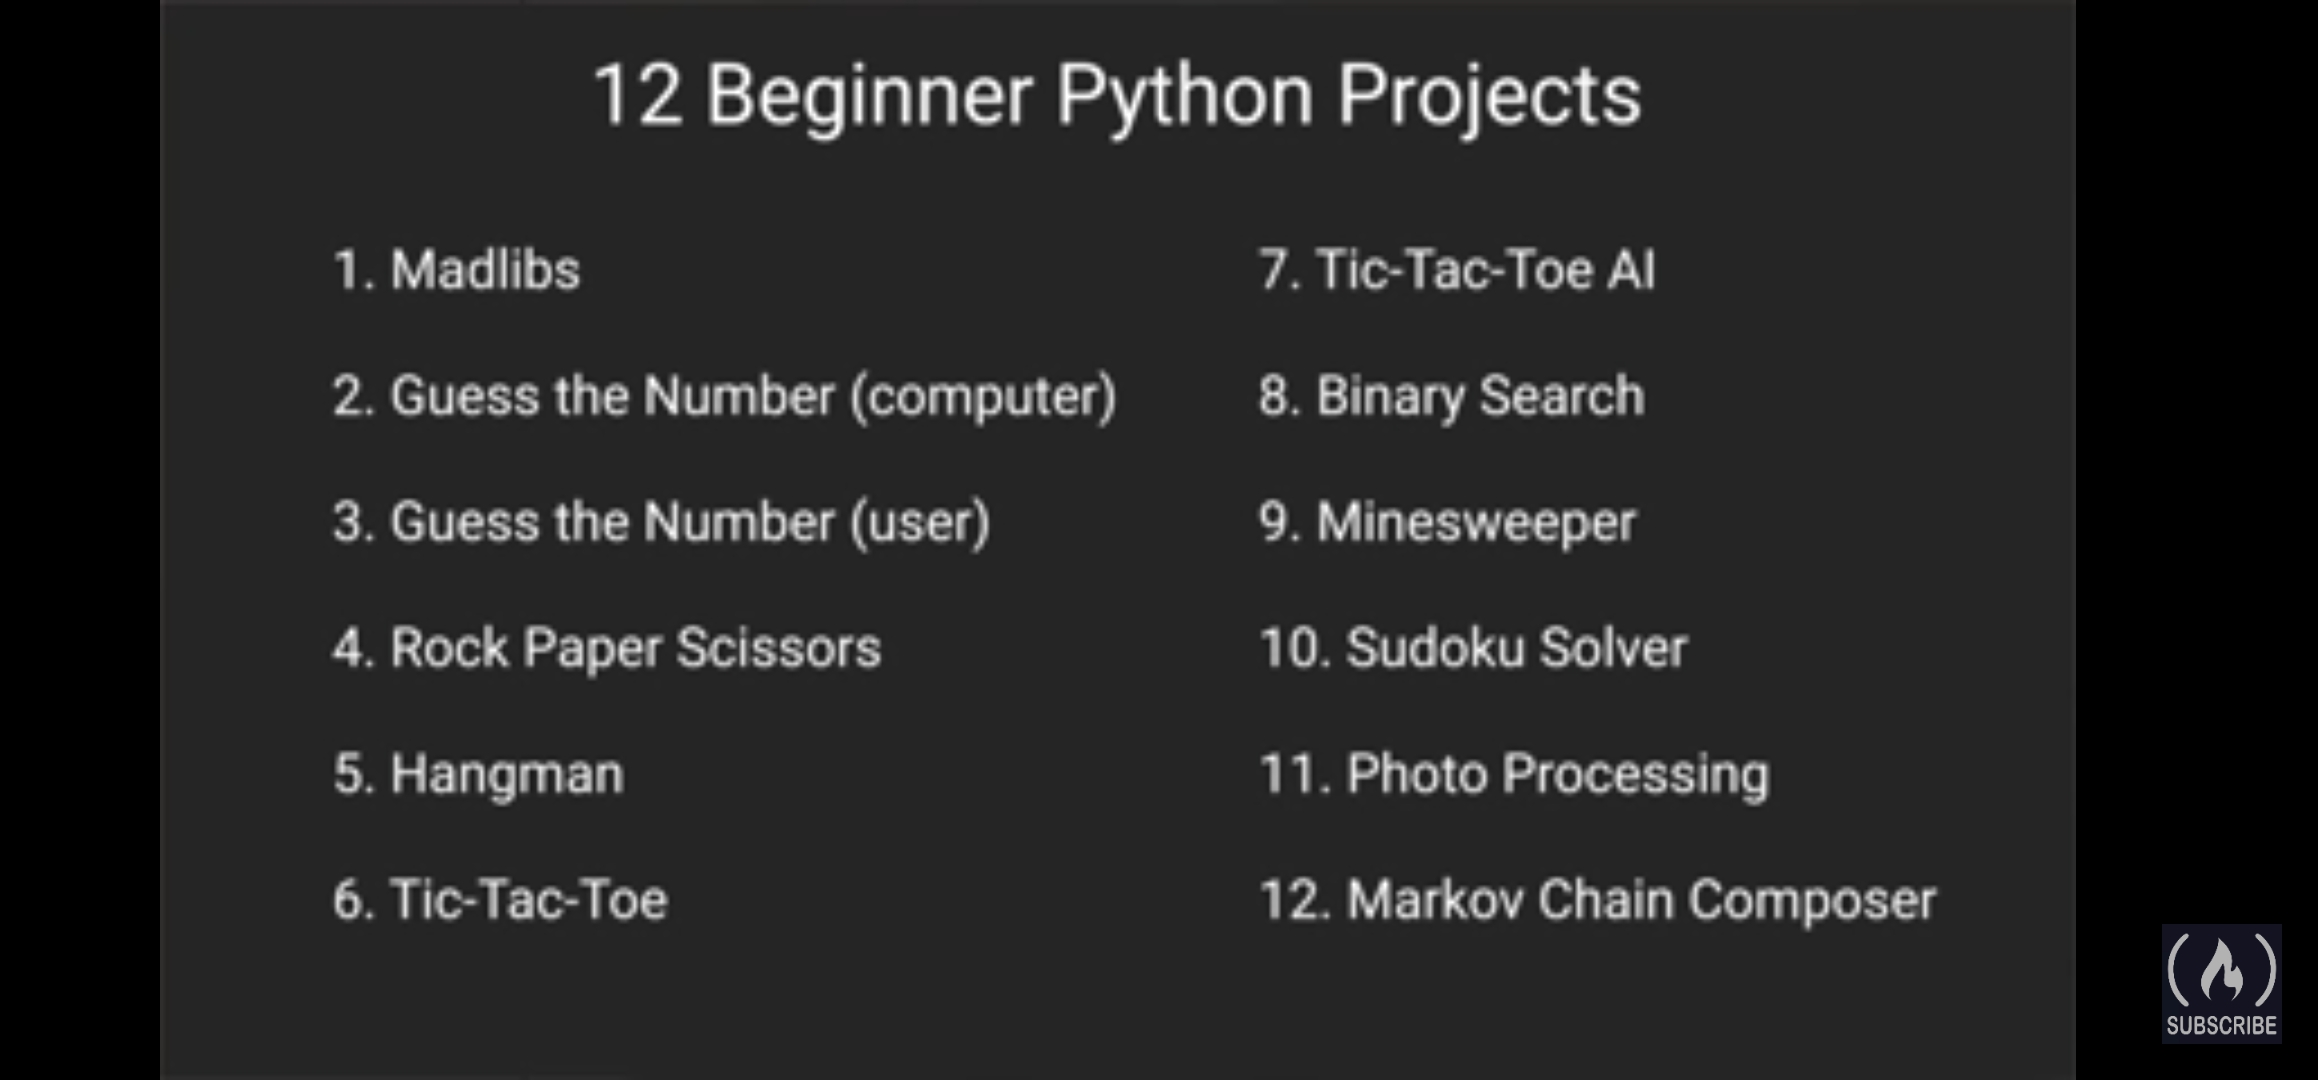 12 Beginner Python Projects
1. Madlibs
2. Guess the Number (computer)
3. Guess the Number (user)
4. Rock Paper Scissors
5. Hangman
6. Tic-Tac-Toe
7. Tic-Tac-Toe AI
8. Binary Search
9. Minesweeper
10. Sudoku Solver
11. Photo Processing
12. Markov Chain Composer
SUBSCRIBE